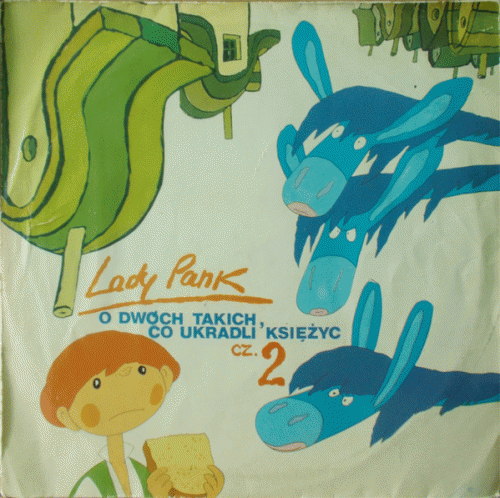 Lady Pank
O DWÓCH TAKICH,
CO UKRADLI KSIĘŻYC
CZ. 2